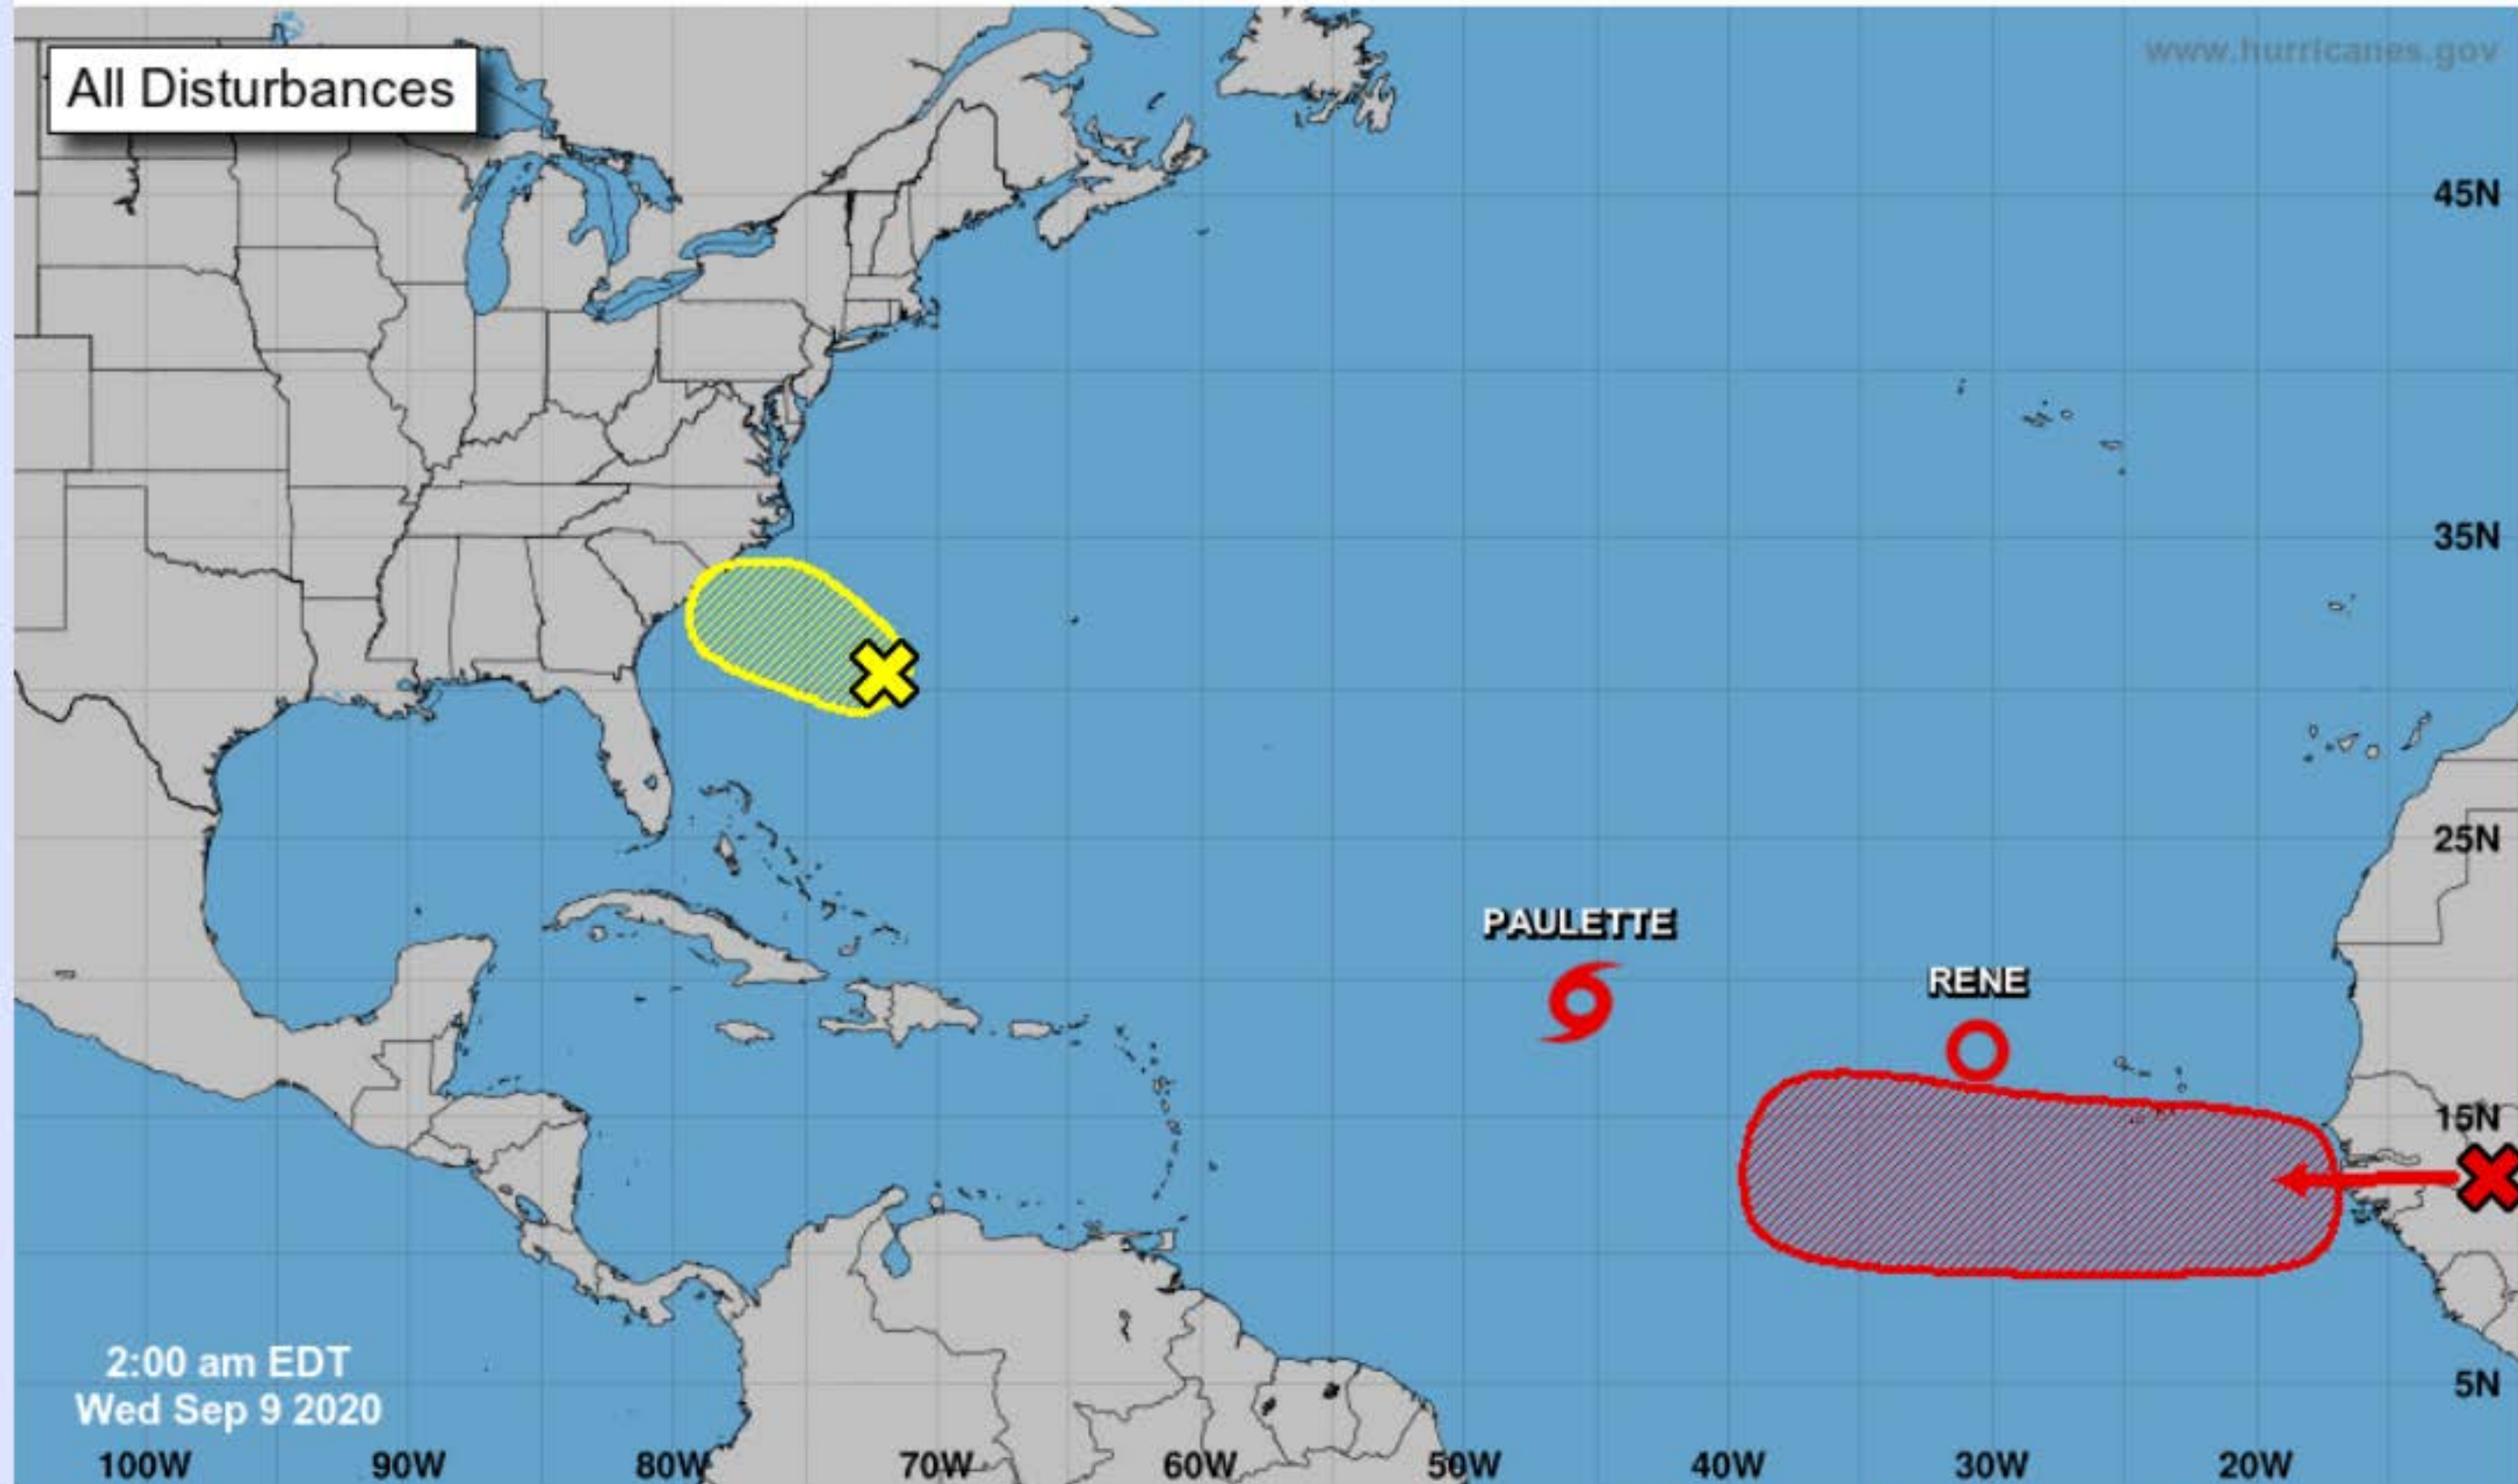 All Disturbances
www.hurricanes.gov
45N
35N
25N
PAULETTE
RENE
15N
2:00 am EDT
5N
Wed Sep 9 2020
100W 90W 80W 70W 60W 50W 40W 30W 20W